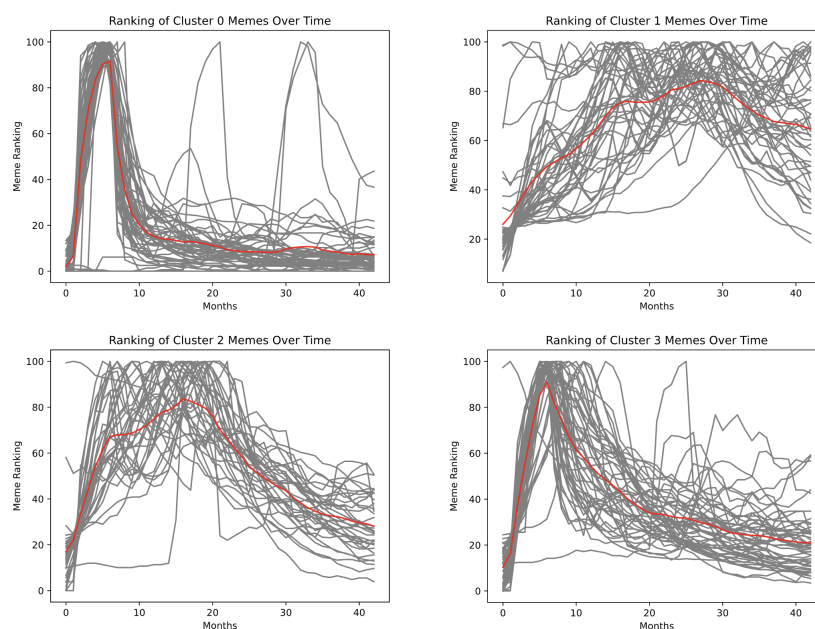 Ranking of Cluster 0 Memes Over Time
Meme Ranking
100
80
60
40
20
0
0 10 20 30 40
Months
Ranking of Cluster 1 Memes Over Time
Meme Ranking
100
80
60
40
20
0 10 20 30 40
Months
Ranking of Cluster 2 Memes Over Time
Meme Ranking
100
80
60
40
20
0
0 10 20 30 40
Months
Ranking of Cluster 3 Memes Over Time
Meme Ranking
100
80
60
40
20
0
0 10 20 30 40
Months